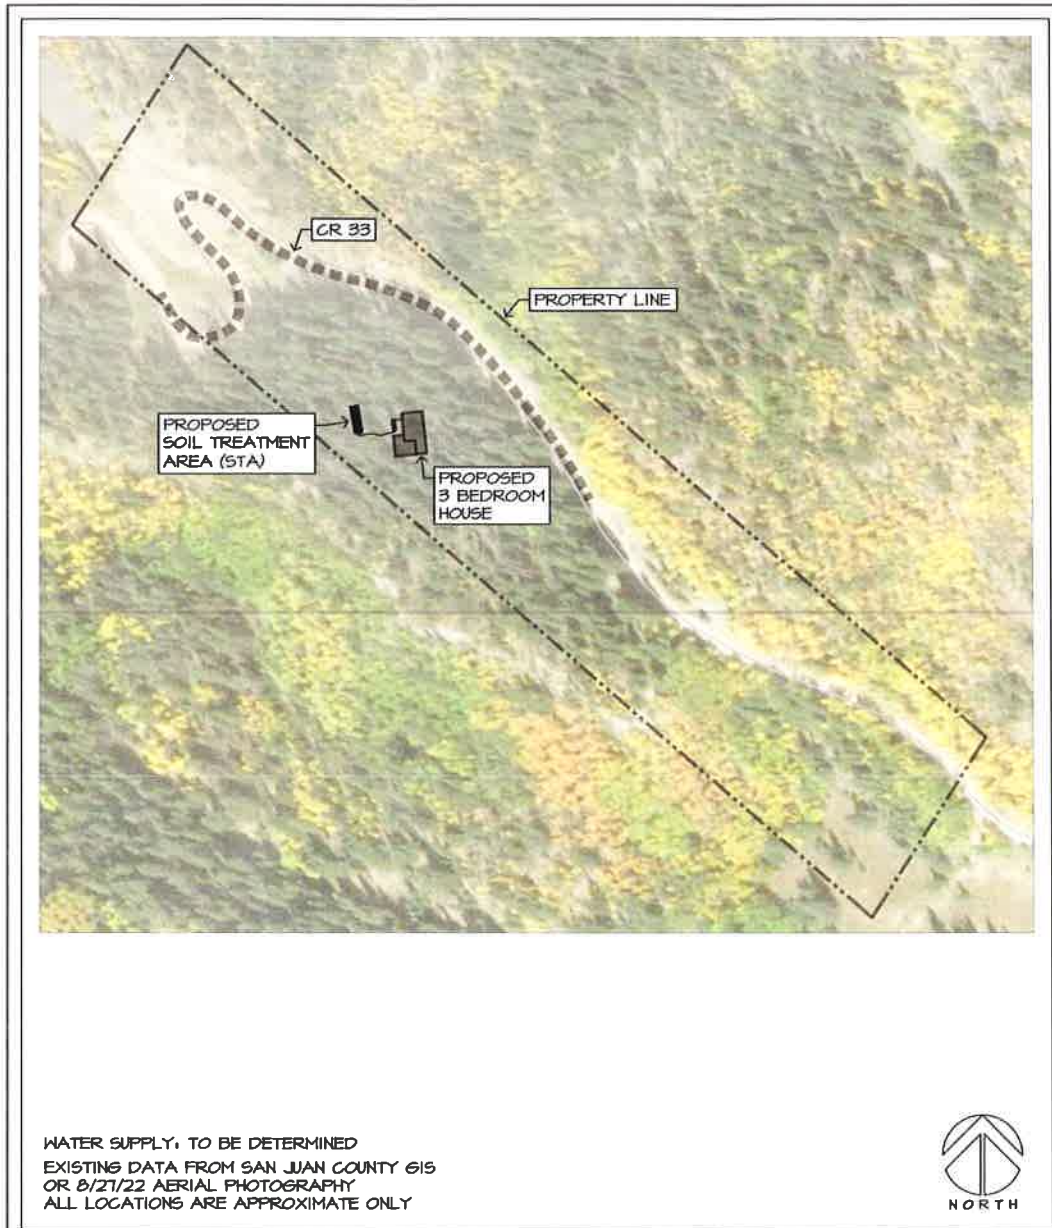 CR 33
PROPERTY LINE
PROPOSED
SOIL TREATMENT
AREA (STA)
PROPOSED
3 BEDROOM
HOUSE
WATER SUPPLY: TO BE DETERMINED
EXISTING DATA FROM SAN JUAN COUNTY GIS
OR 8/27/22 AERIAL PHOTOGRAPHY
ALL LOCATIONS ARE APPROXIMATE ONLY
NORTH